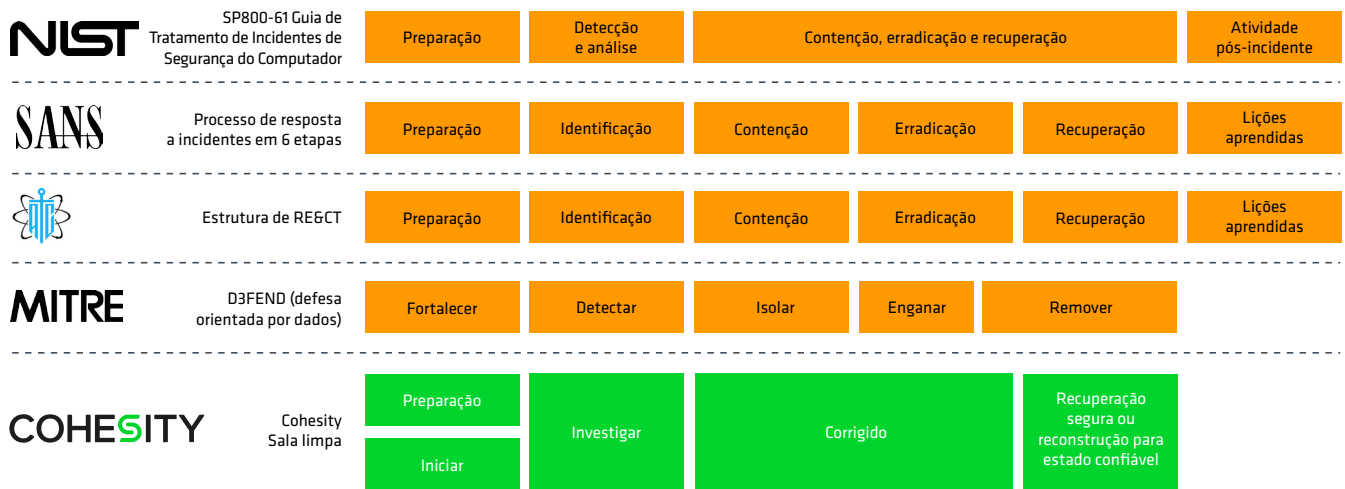 NIST
SP800-61 Guia de
Tratamento de Incidentes de
Segurança do Computador
Preparação
Detecção
e análise
Contenção, erradicação e recuperação
Atividade
pós-incidente
SANS
Processo de resposta
a incidentes em 6 etapas
Preparação
Identificação
Contenção
Erradicação
Recuperação
Lições
aprendidas
Estrutura de RE&CT
Preparação
Identificação
Contenção
Erradicação
Recuperação
Lições
aprendidas
MITRE
D3FEND (defesa
orientada por dados)
Fortalecer
Detectar
Isolar
Enganar
Remover
COHESITY
Cohesity
Sala limpa
Preparação
Iniciar
Investigar
Corrigido
Recuperação
segura ou
reconstrução para
estado confiável